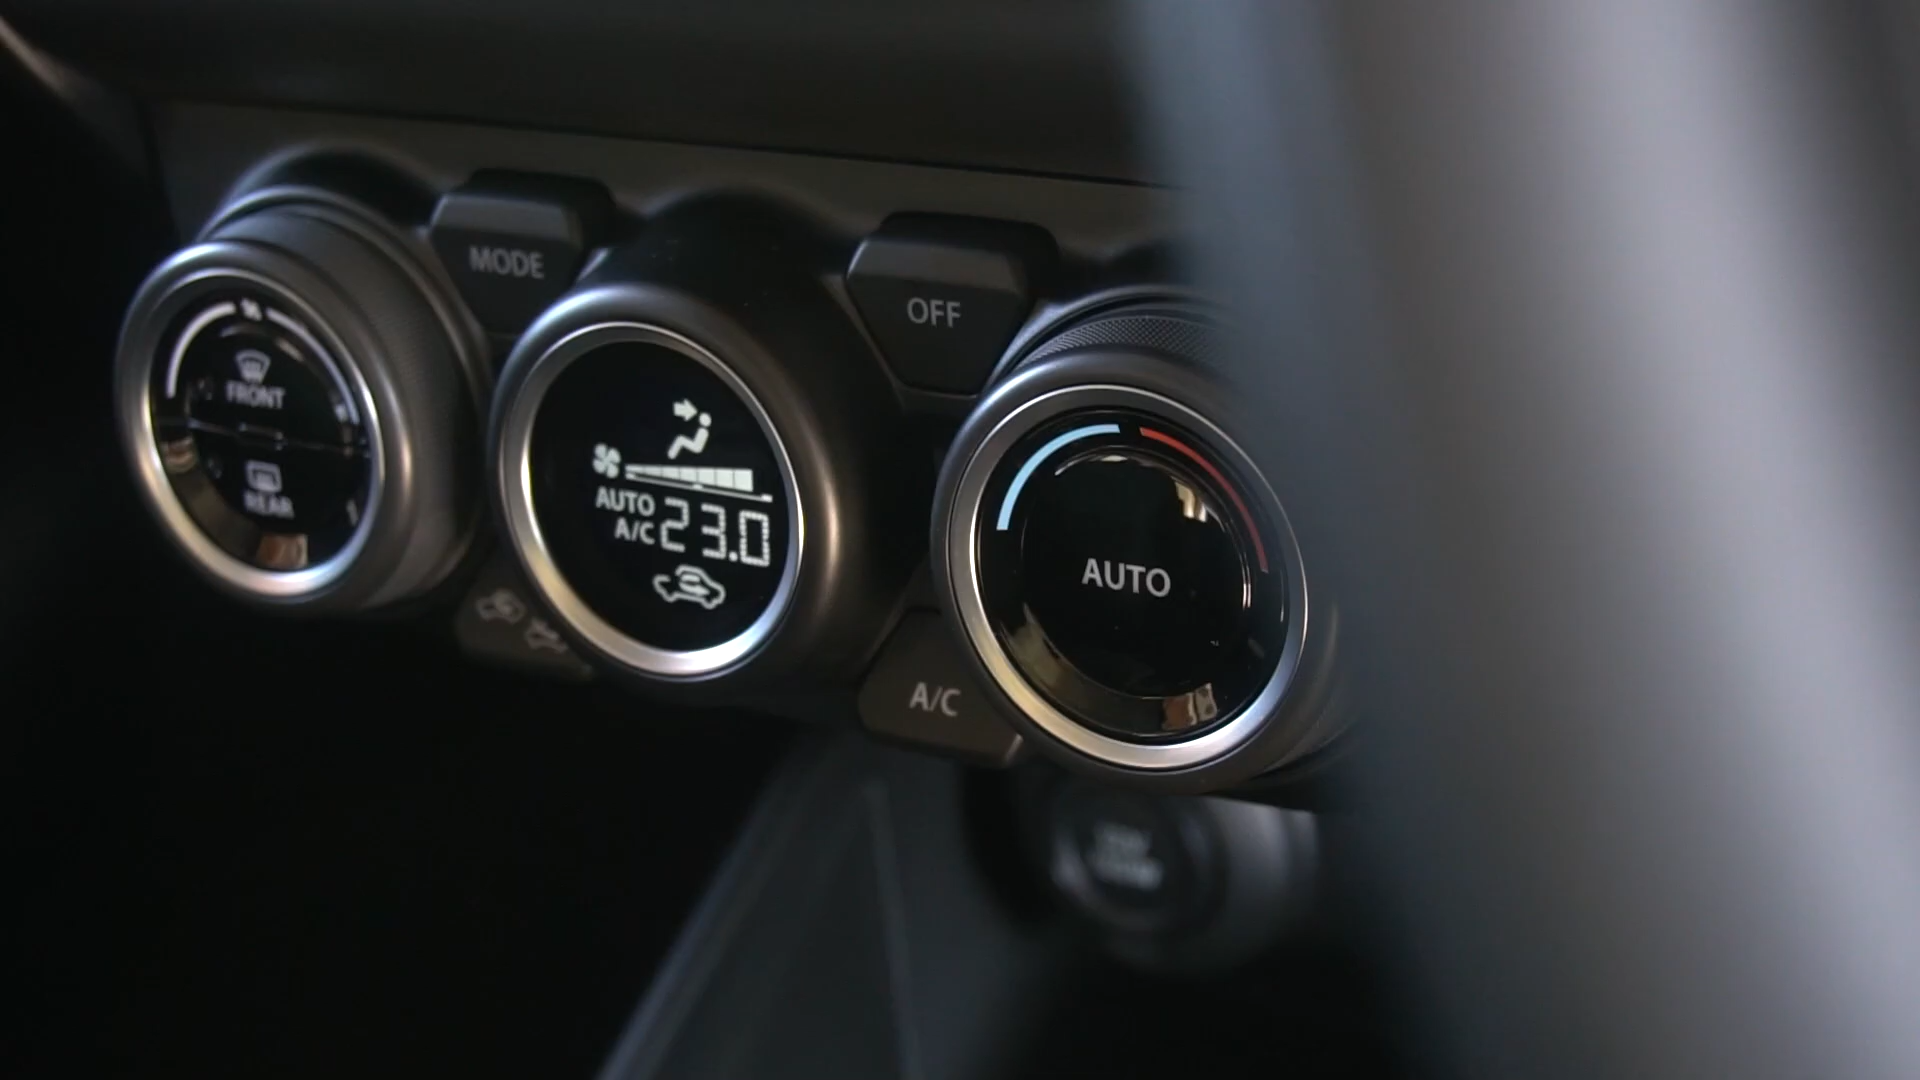 MODE
OFF
FRONT
REAR
AUTO
A/C 23.0
AUTO
A/C